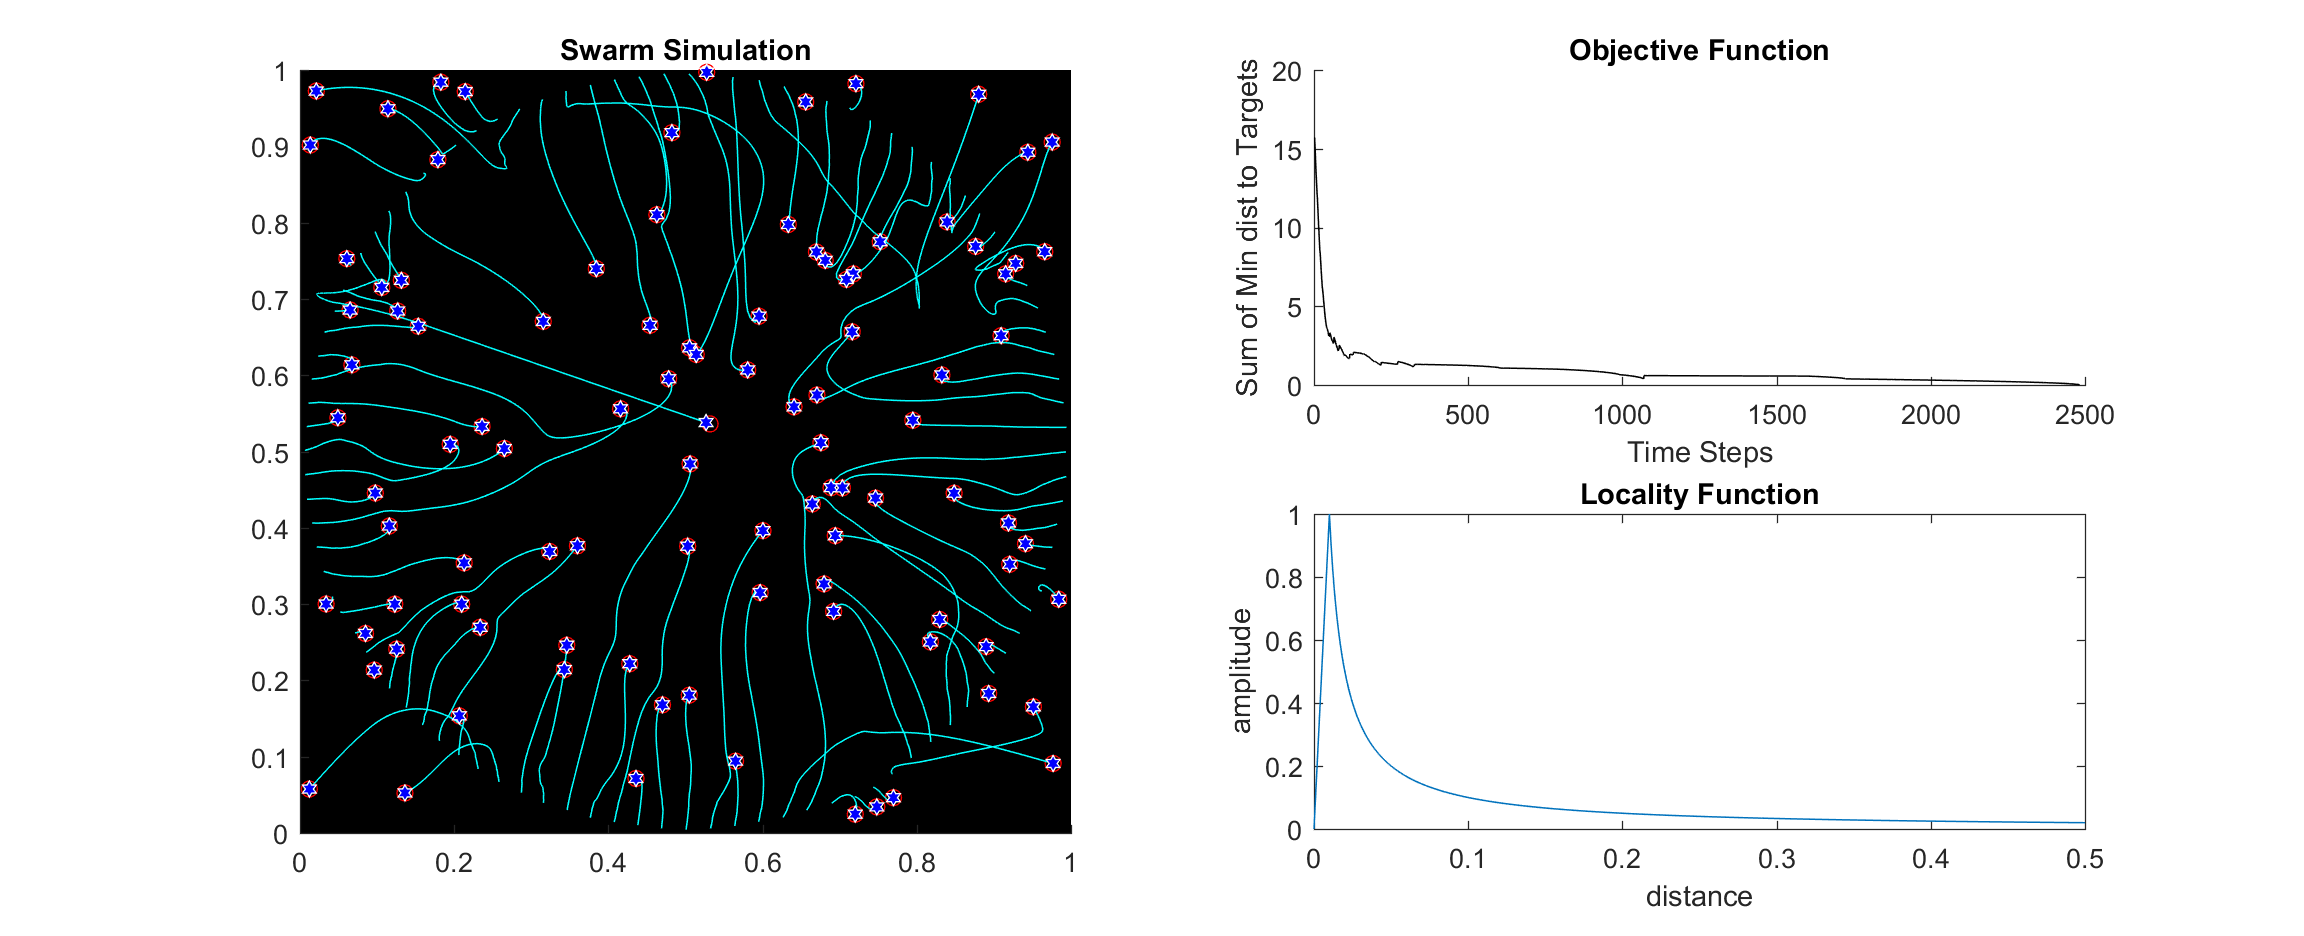 Swarm Simulation
1
0.9
0.8
0.7
0.6
0.5
0.4
0.3
0.2
0.1
0
0 0.2 0.4 0.6 0.8 1
Objective Function
Sum of Min dist to Targets
20
15
10
5
0
0 500 1000 1500 2000 2500
Time Steps
Locality Function
amplitude
1
0.8
0.6
0.4
0.2
0
0 0.1 0.2 0.3 0.4 0.5
distance